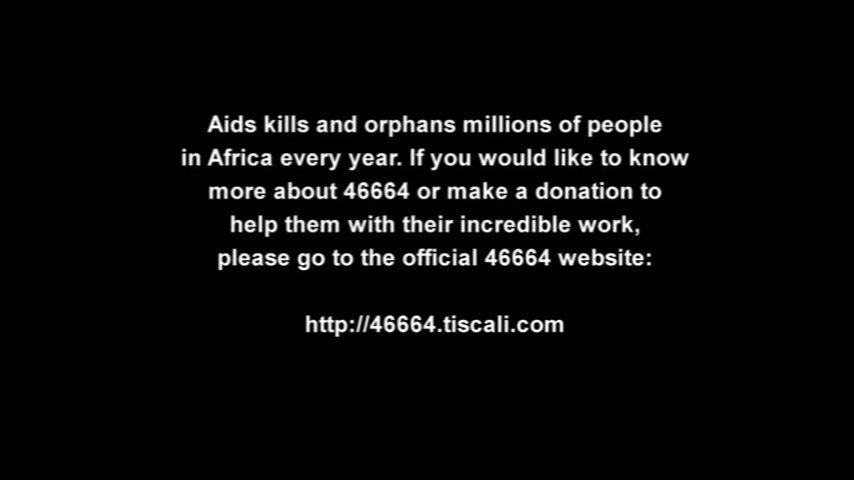 Aids kills and orphans millions of people
in Africa every year. If you would like to know
more about 46664 or make a donation to
help them with their incredible work,
please go to the official 46664 website:
http://46664.tiscali.com